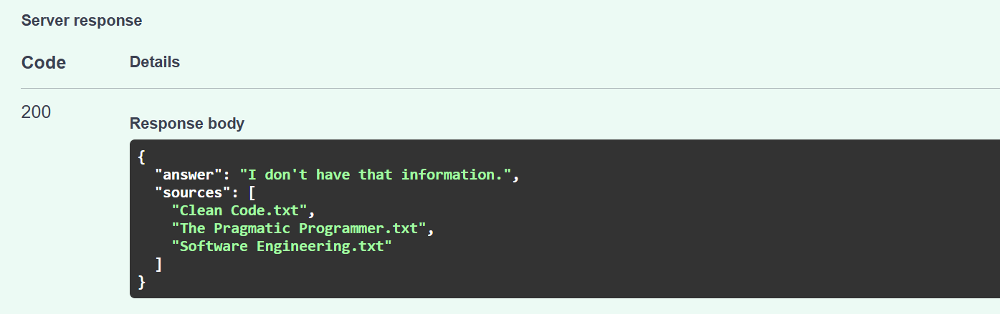 Server response
Code Details
200
Response body
{
  "answer": "I don't have that information.",
  "sources": [
    "Clean Code.txt",
    "The Pragmatic Programmer.txt",
    "Software Engineering.txt"
  ]
}